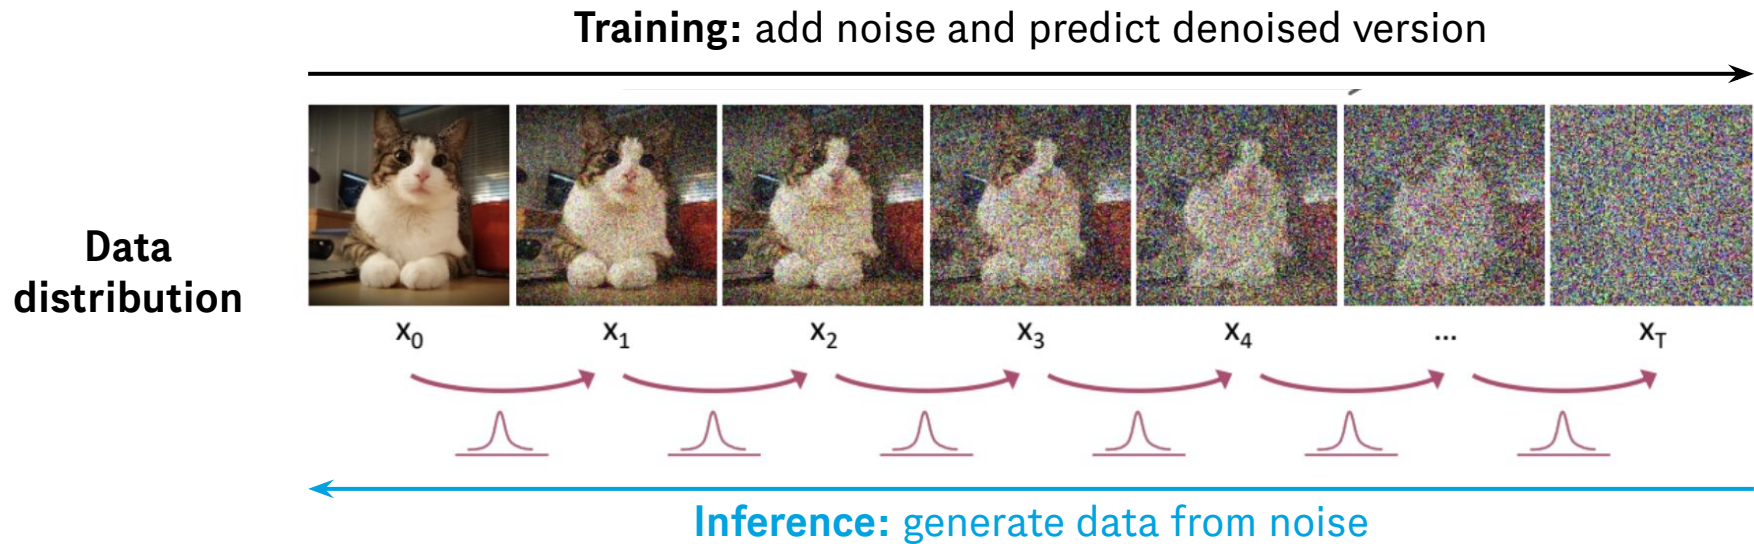 Training: add noise and predict denoised version
Data
distribution
x₀ x₁ x₂ x₃ x₄ ... x_T
Inference: generate data from noise